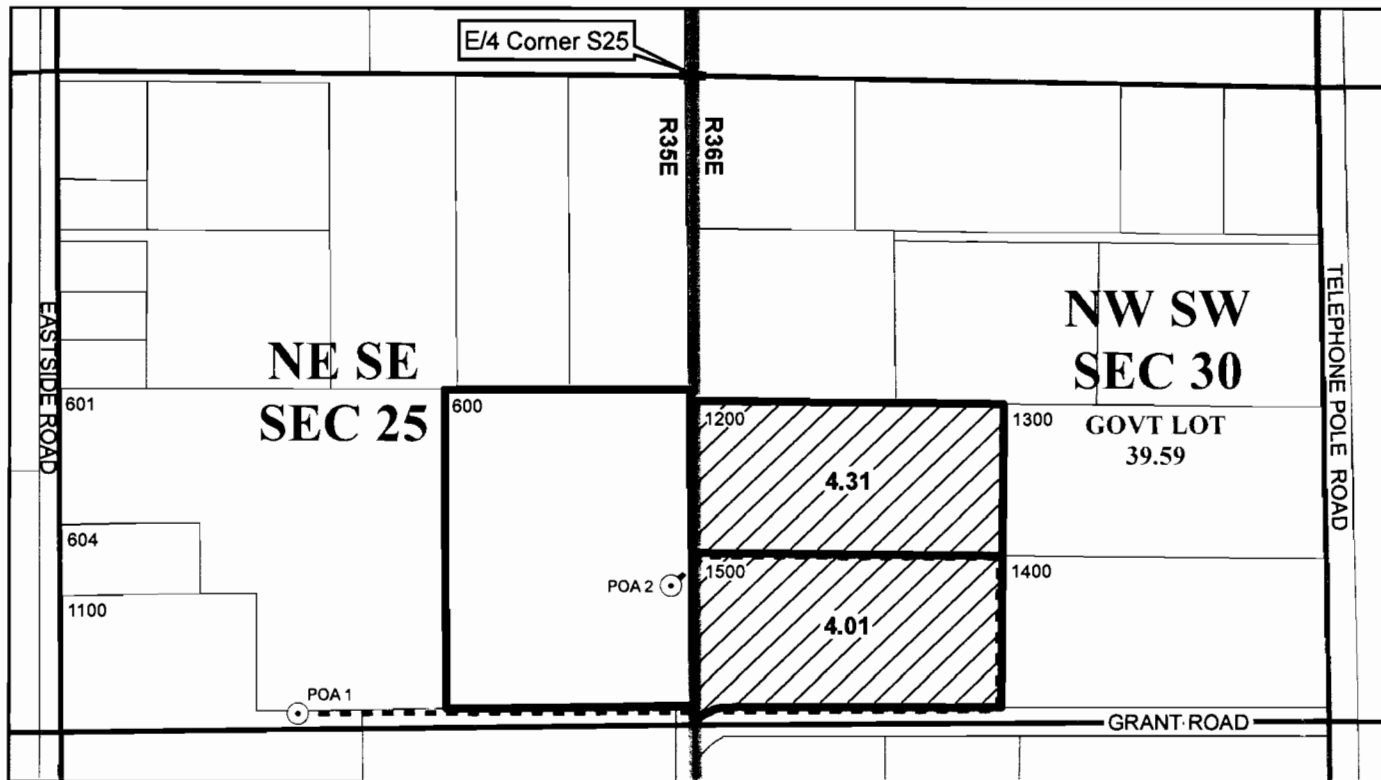 E/4 Corner S25
R35E
R36E
EASTSIDE ROAD
TELEPHONE POLE ROAD
NE SE
SEC 25
NW SW
SEC 30
GOVT LOT
39.59
601
600
1200
1300
4.31
604
1100
POA 2
1500
1400
4.01
POA 1
GRANT ROAD